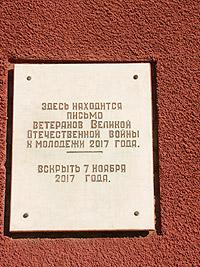 ЗДЕСЬ НАХОДИТСЯ
ПИСЬМО
ВЕТЕРАНОВ ВЕЛИКОЙ
ОТЕЧЕСТВЕННОЙ ВОЙНЫ
К МОЛОДЕЖИ 2017 ГОДА.
ВСКРЫТЬ 7 НОЯБРЯ
2017 ГОДА.